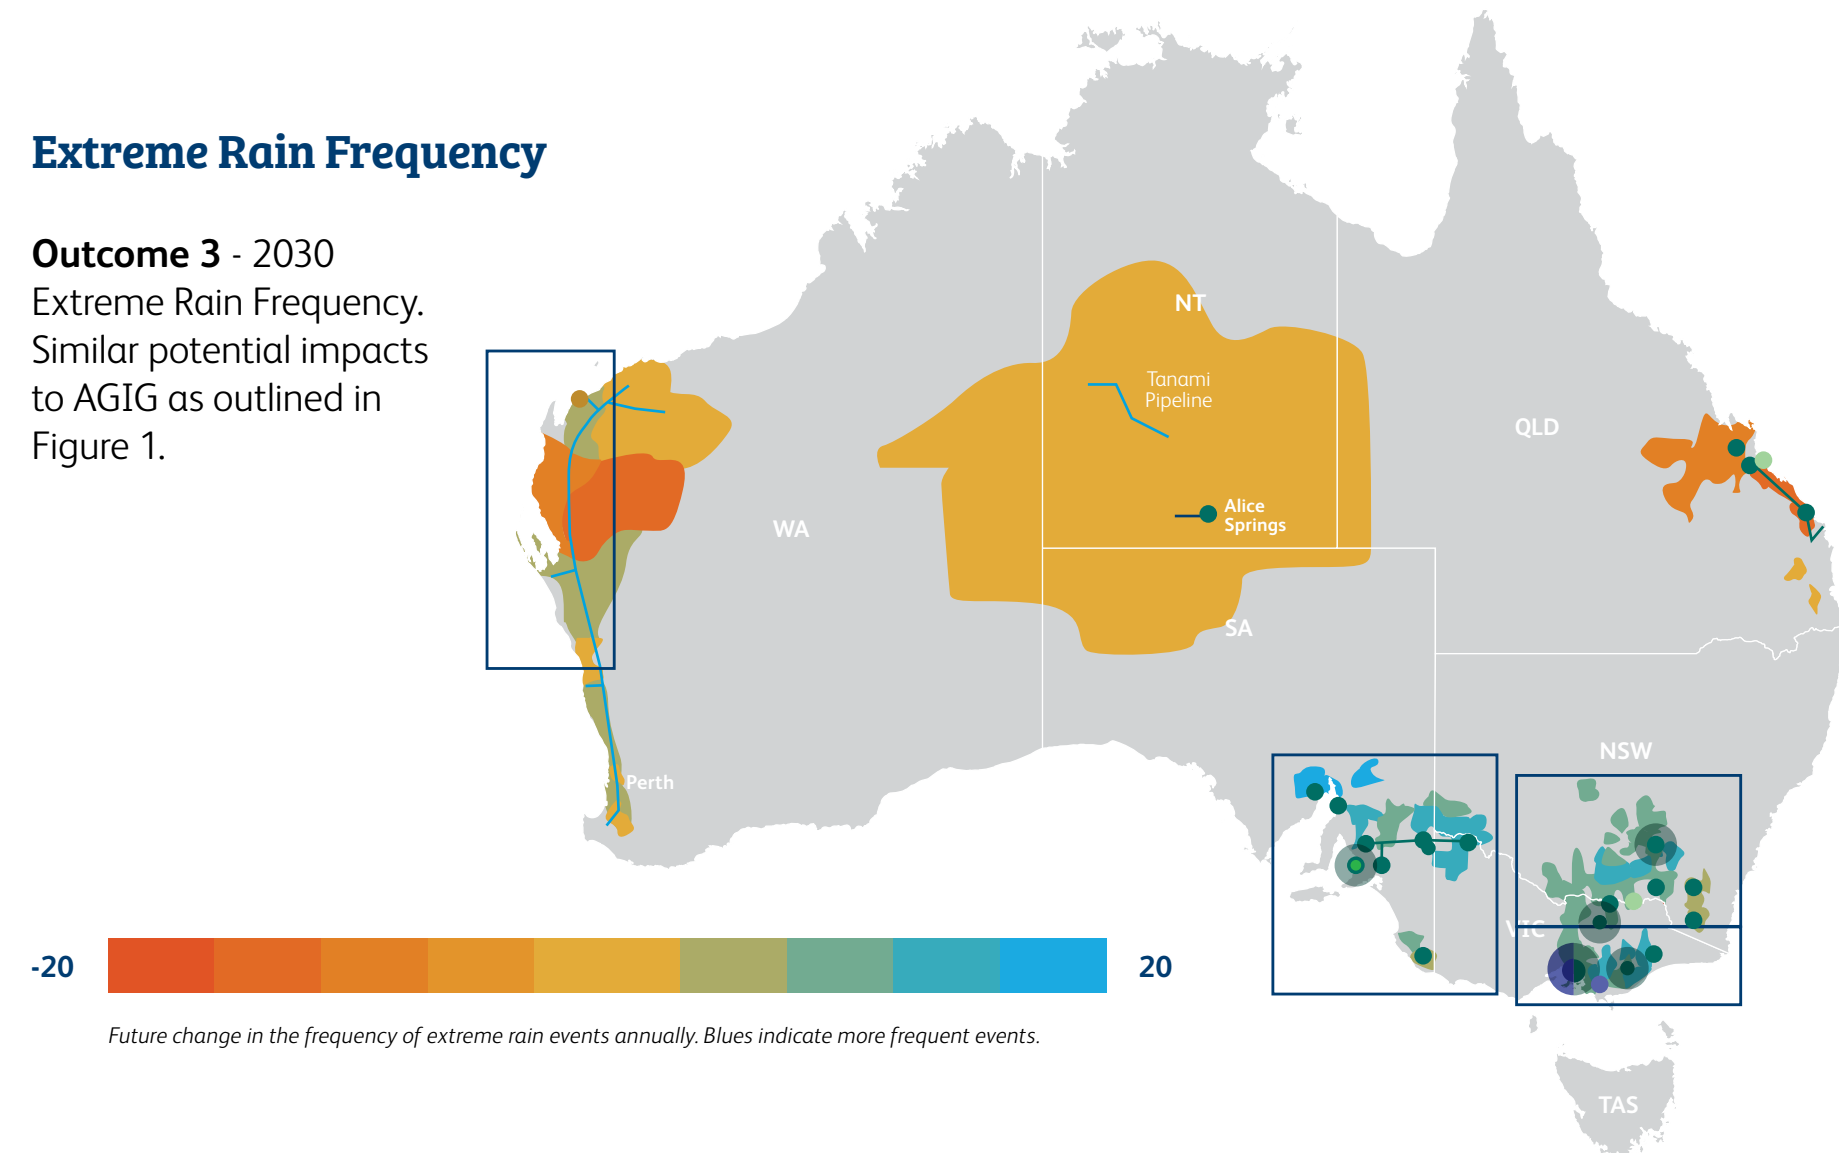 Extreme Rain Frequency
Outcome 3 - 2030
Extreme Rain Frequency.
Similar potential impacts
to AGIG as outlined in
Figure 1.
NT
Tanami
Pipeline
QLD
Alice
Springs
WA
SA
NSW
Perth
VIC
-20
20
Future change in the frequency of extreme rain events annually. Blues indicate more frequent events.
TAS